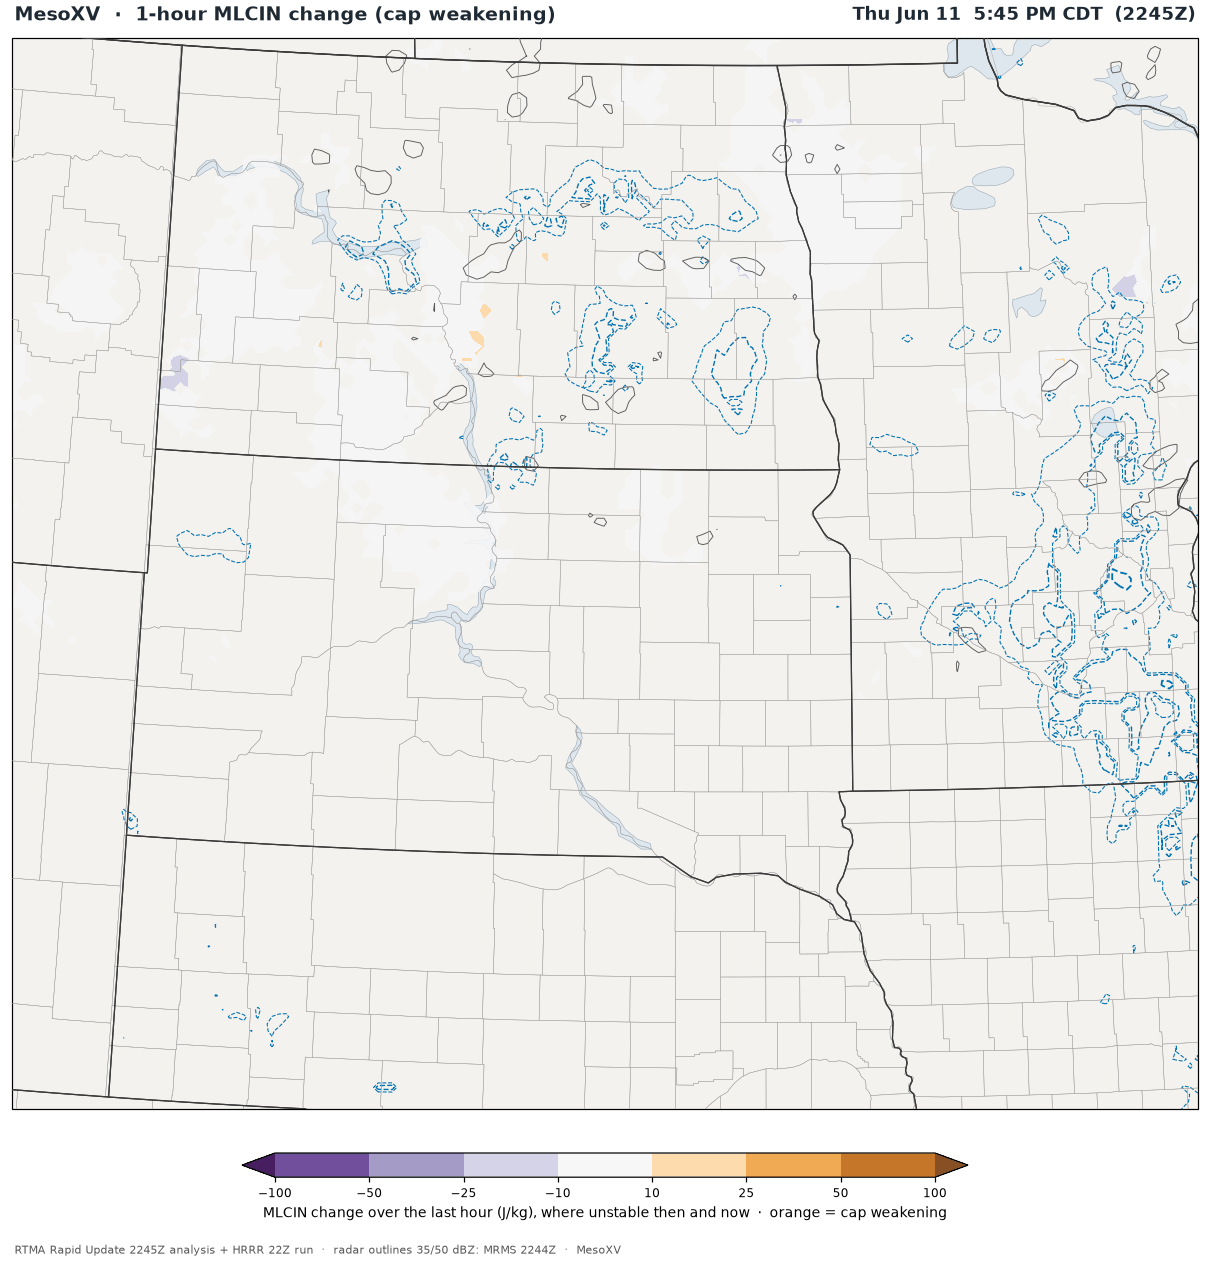 MesoXV · 1-hour MLCIN change (cap weakening)
Thu Jun 11 5:45 PM CDT (2245Z)
−100 −50 −25 −10 10 25 50 100
MLCIN change over the last hour (J/kg), where unstable then and now · orange = cap weakening
RTMA Rapid Update 2245Z analysis + HRRR 22Z run · radar outlines 35/50 dBZ: MRMS 2244Z · MesoXV